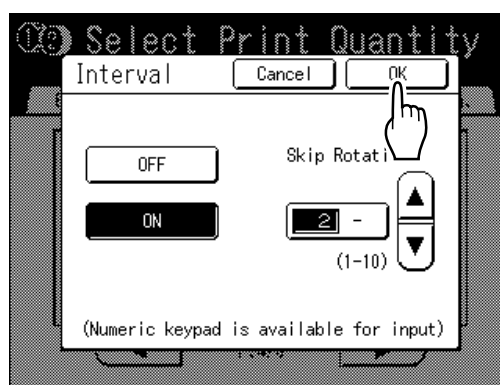 Select Print Quantity
Interval Cancel OK
OFF
Skip Rotati
ON
2 -
(1-10)
(Numeric keypad is available for input)